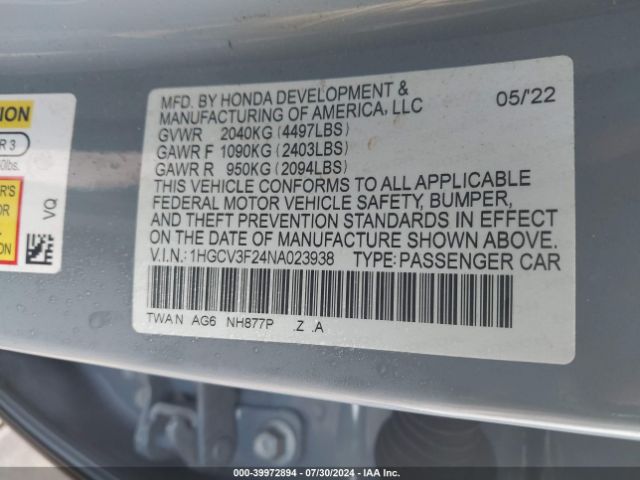 MFD. BY HONDA DEVELOPMENT &
MANUFACTURING OF AMERICA, LLC 05/'22
GVWR 2040KG (4497LBS)
GAWR F 1090KG (2403LBS)
GAWR R 950KG (2094LBS)
THIS VEHICLE CONFORMS TO ALL APPLICABLE
FEDERAL MOTOR VEHICLE SAFETY, BUMPER,
AND THEFT PREVENTION STANDARDS IN EFFECT
ON THE DATE OF MANUFACTURE SHOWN ABOVE.
V.I.N.: 1HGCV3F24NA023938 TYPE: PASSENGER CAR
TWAN AG6 NH877P .Z .A
R 3
VQ
000-39972894 - 07/30/2024 - IAA Inc.